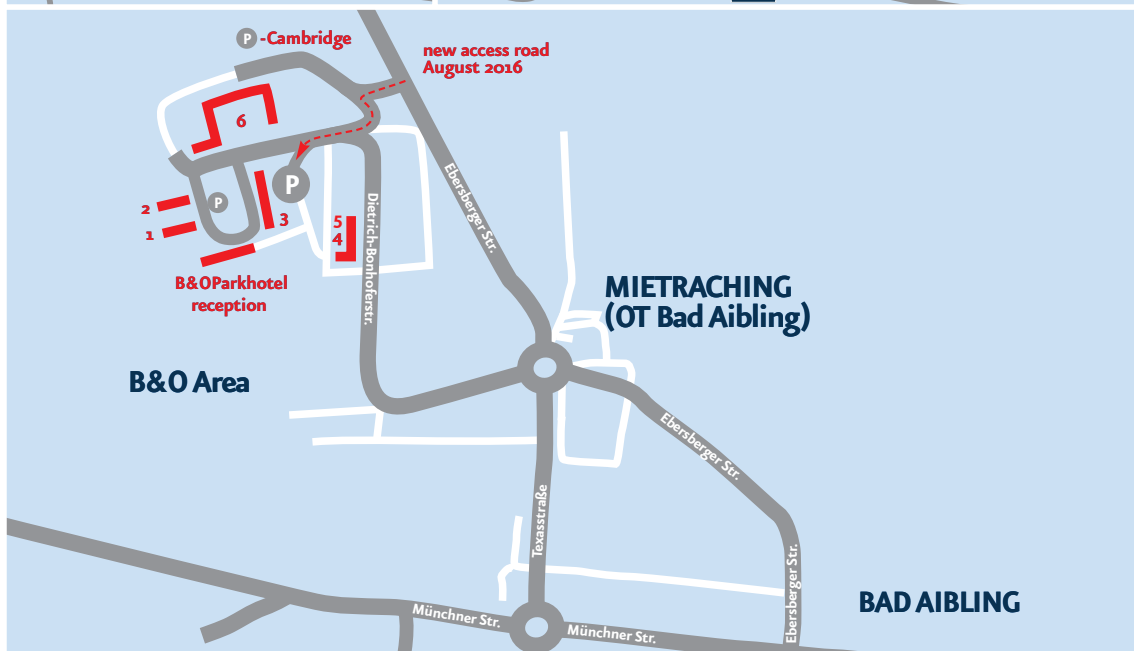 P -Cambridge
new access road
August 2016
6
P
P
2
1
3
5
4
B&OParkhotel
reception
Dietrich-Bonhoferstr.
Ebersberger Str.
MIETRACHING
(OT Bad Aibling)
B&O Area
Ebersberger Str.
Texasstraße
Ebersberger Str.
BAD AIBLING
Münchner Str.
Münchner Str.